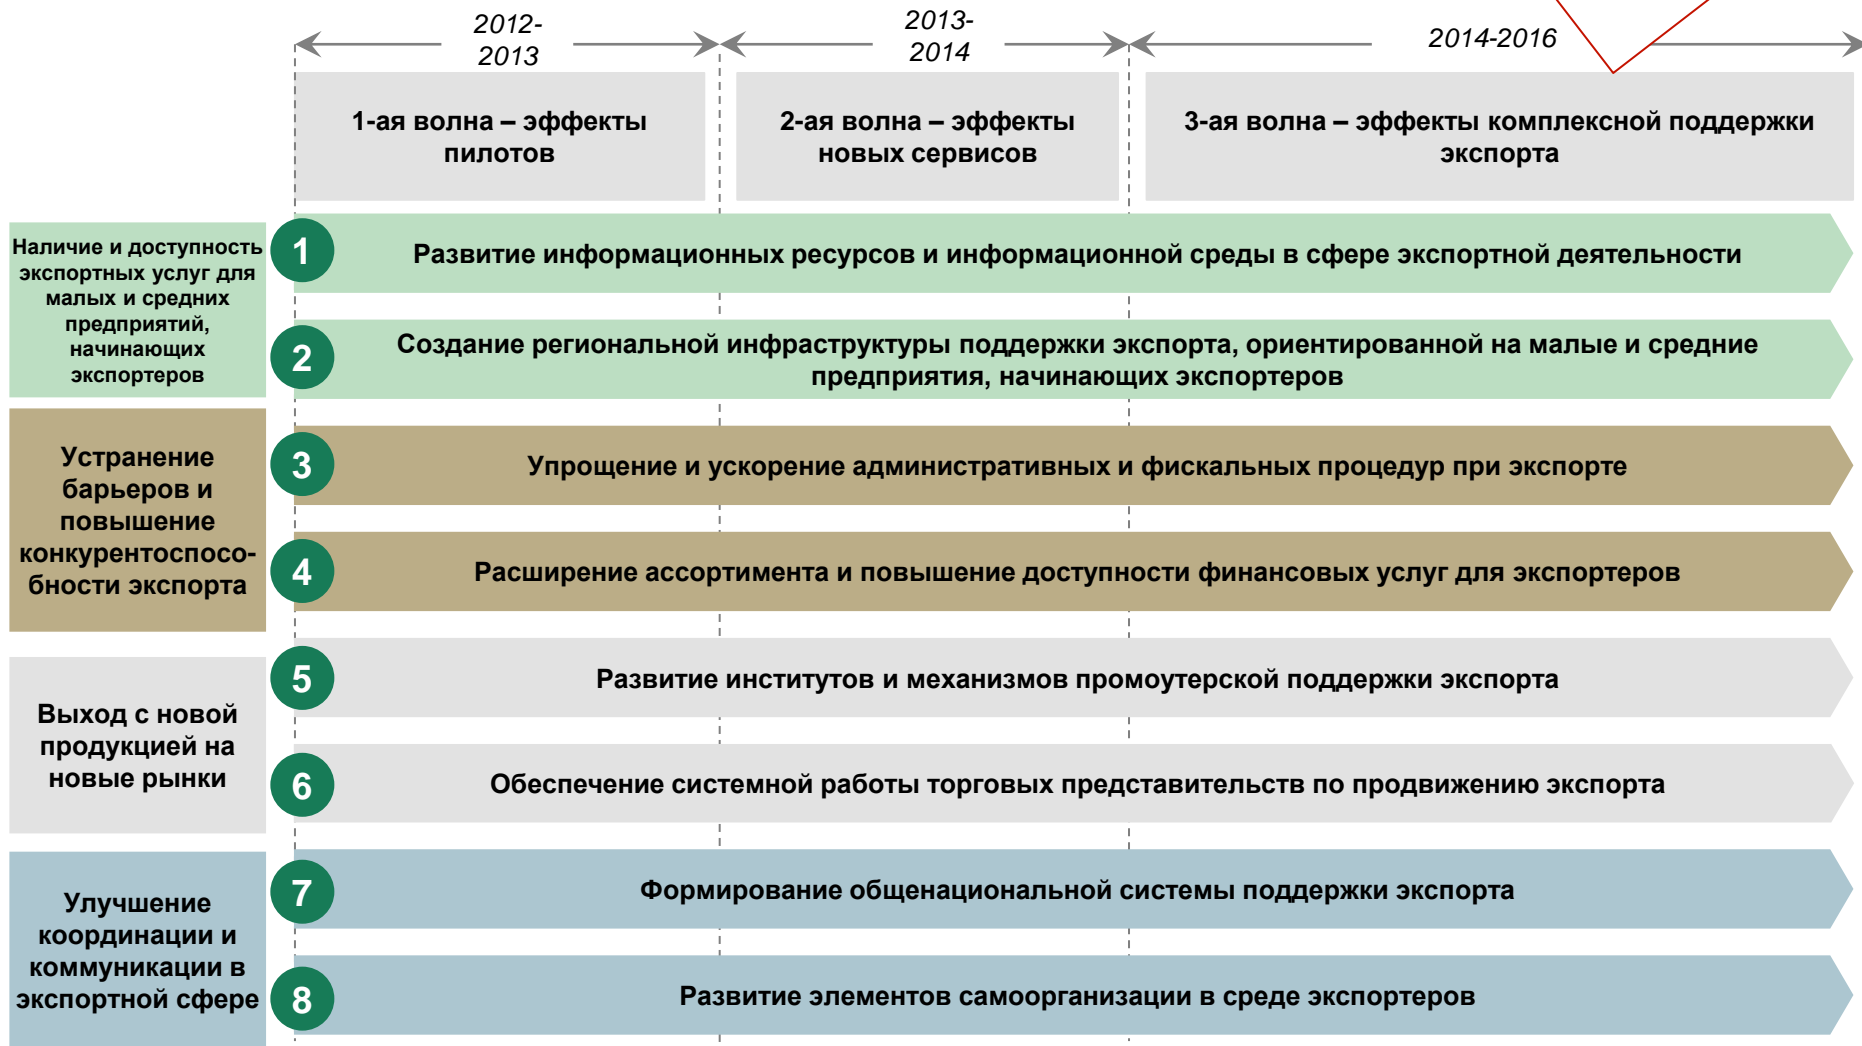 2012-
2013
2013-
2014
2014-2016
1-ая волна – эффекты
пилотов
2-ая волна – эффекты
новых сервисов
3-ая волна – эффекты комплексной поддержки
экспорта
Наличие и доступность
экспортных услуг для
малых и средних
предприятий,
начинающих
экспортеров
1
Развитие информационных ресурсов и информационной среды в сфере экспортной деятельности
2
Создание региональной инфраструктуры поддержки экспорта, ориентированной на малые и средние
предприятия, начинающих экспортеров
Устранение
барьеров и
повышение
конкурентоспосо-
бности экспорта
3
Упрощение и ускорение административных и фискальных процедур при экспорте
4
Расширение ассортимента и повышение доступности финансовых услуг для экспортеров
Выход с новой
продукцией на
новые рынки
5
Развитие институтов и механизмов промоутерской поддержки экспорта
6
Обеспечение системной работы торговых представительств по продвижению экспорта
Улучшение
координации и
коммуникации в
экспортной сфере
7
Формирование общенациональной системы поддержки экспорта
8
Развитие элементов самоорганизации в среде экспортеров